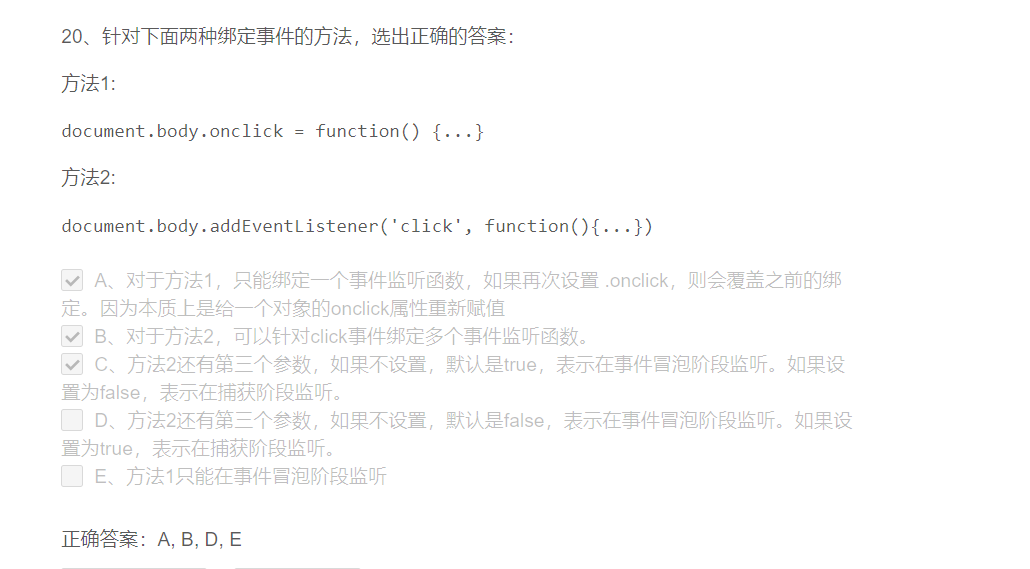 20、针对下面两种绑定事件的方法，选出正确的答案：
方法1:
document.body.onclick = function() {...}
方法2:
document.body.addEventListener('click', function(){...})
A、对于方法1，只能绑定一个事件监听函数，如果再次设置 .onclick，则会覆盖之前的绑
定。因为本质上是给一个对象的onclick属性重新赋值
B、对于方法2，可以针对click事件绑定多个事件监听函数。
C、方法2还有第三个参数，如果不设置，默认是true，表示在事件冒泡阶段监听。如果设
置为false，表示在捕获阶段监听。
D、方法2还有第三个参数，如果不设置，默认是false，表示在事件冒泡阶段监听。如果设
置为true，表示在捕获阶段监听。
E、方法1只能在事件冒泡阶段监听
正确答案：A, B, D, E